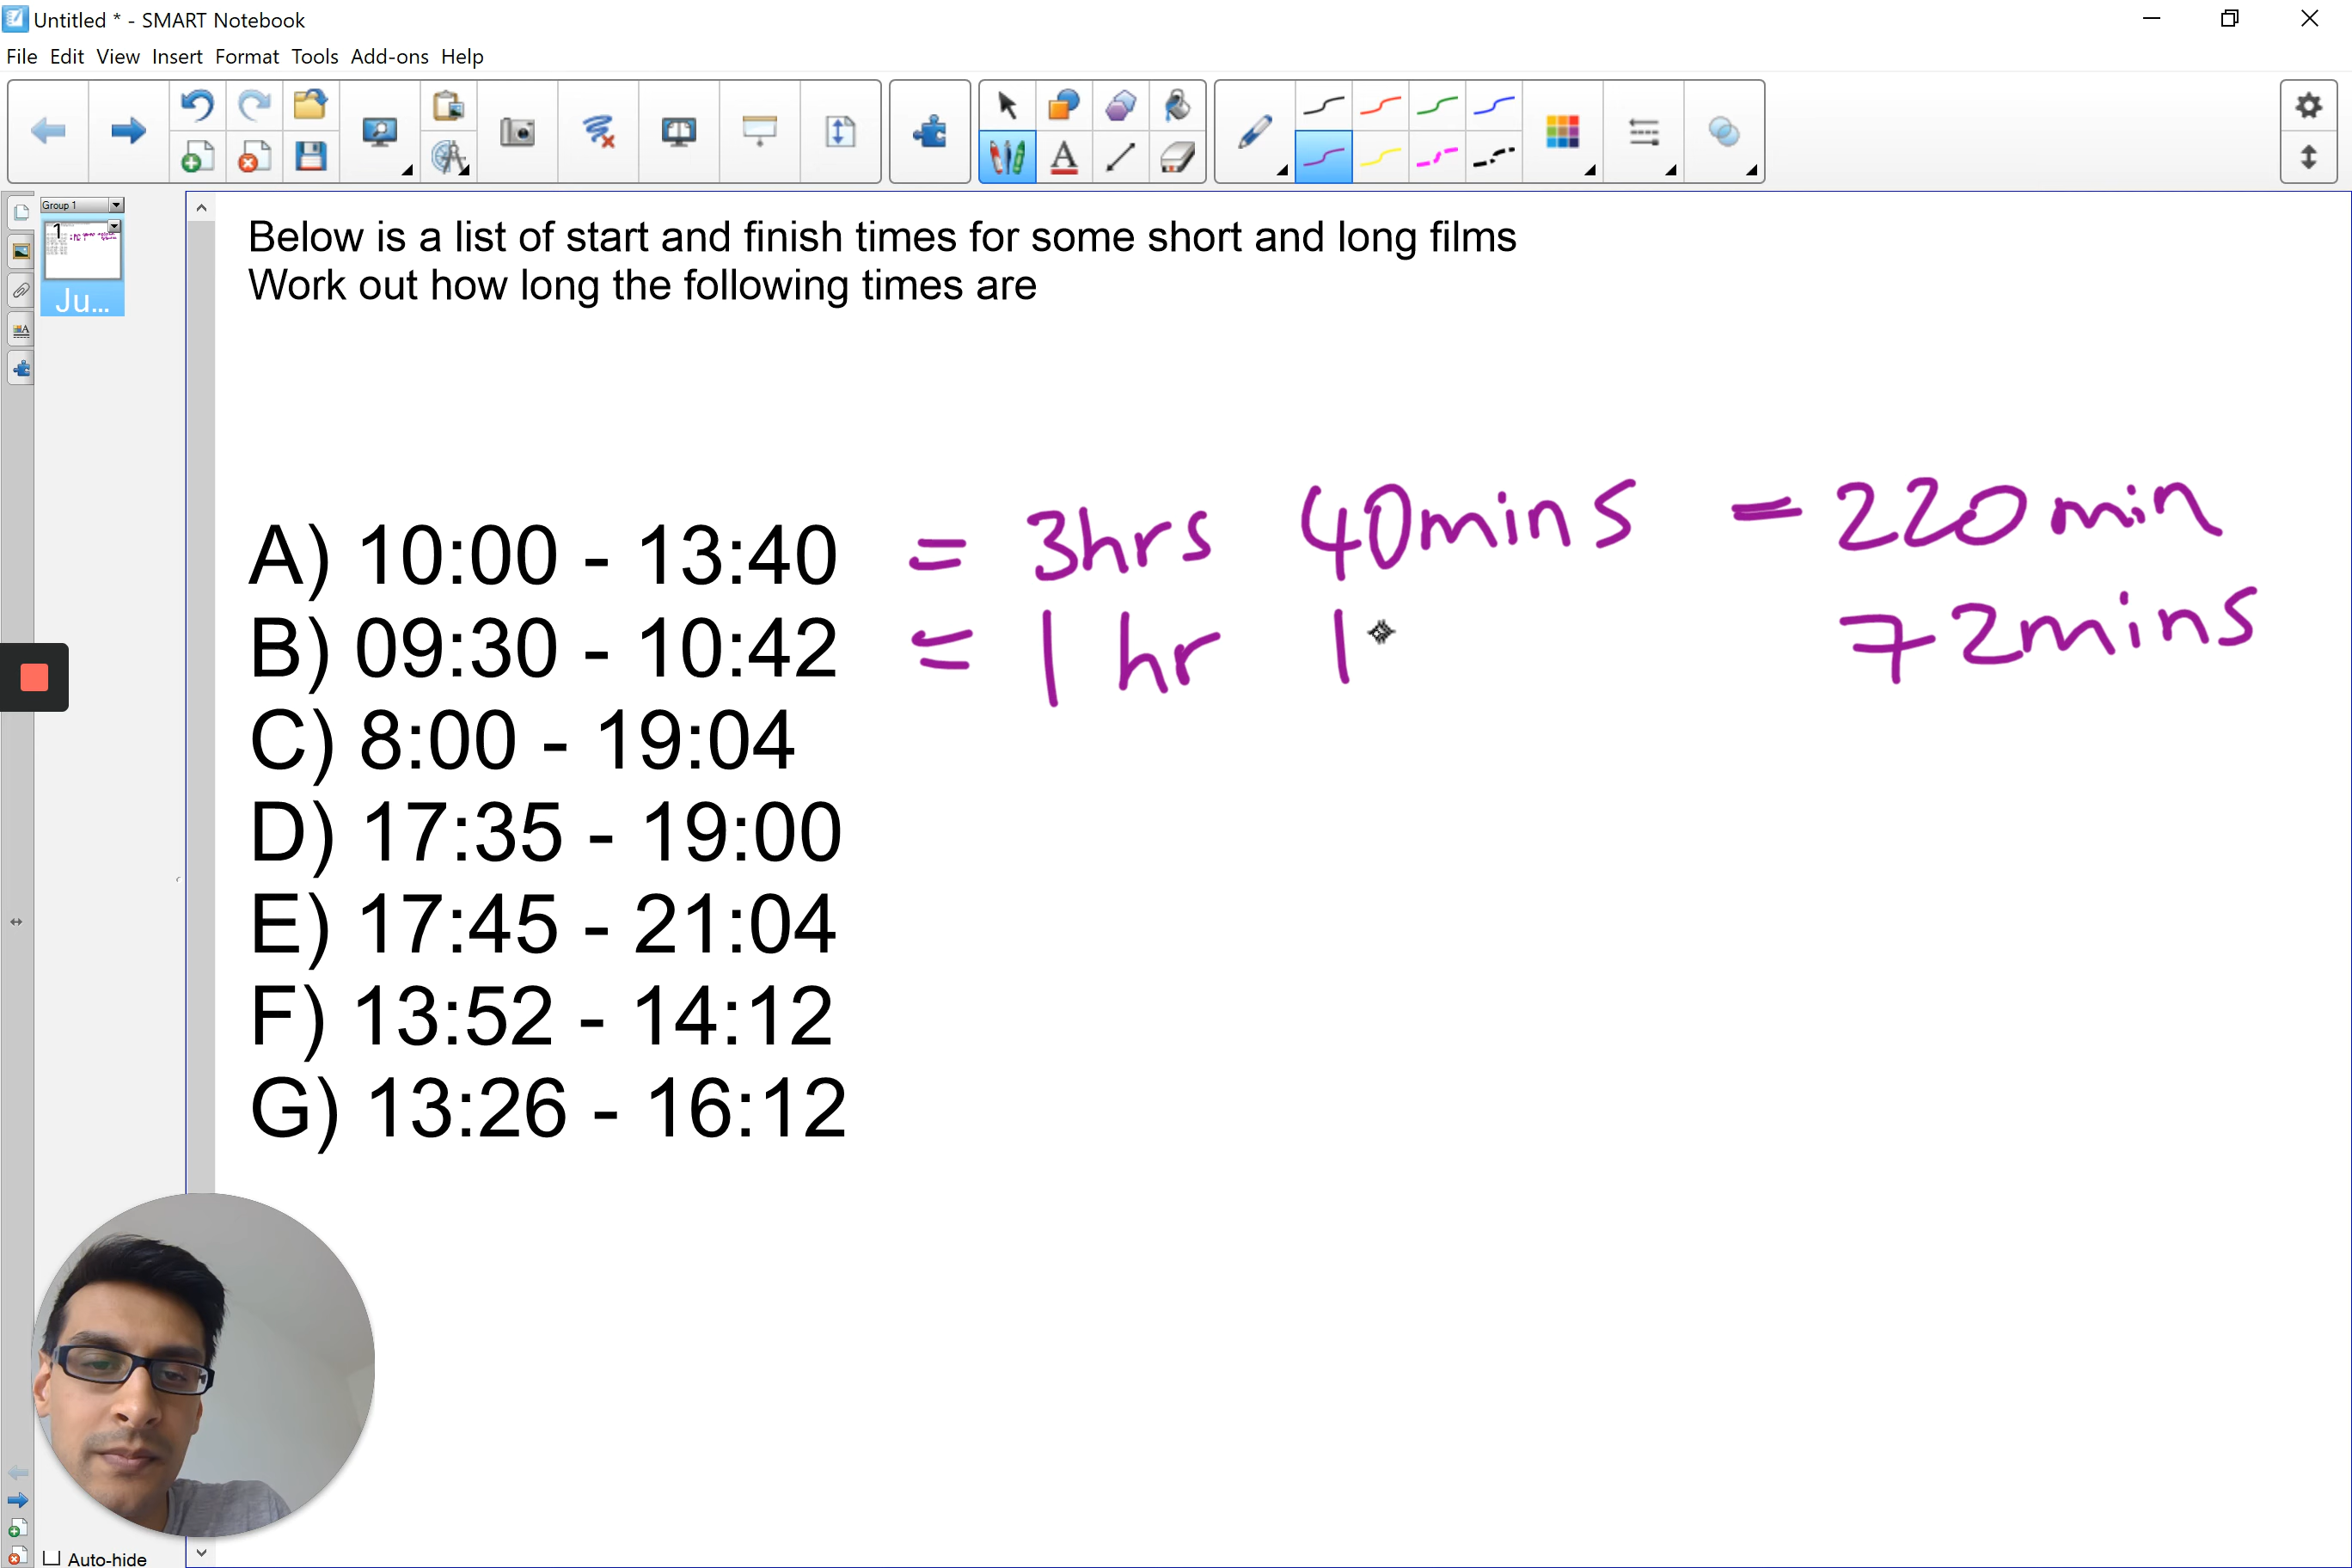 Untitled * - SMART Notebook
File Edit View Insert Format Tools Add-ons Help
Group 1
1
Ju...
Below is a list of start and finish times for some short and long films
Work out how long the following times are
A) 10:00 - 13:40 = 3hrs 40mins = 220min
B) 09:30 - 10:42 = 1 hr 1 72mins
C) 8:00 - 19:04
D) 17:35 - 19:00
E) 17:45 - 21:04
F) 13:52 - 14:12
G) 13:26 - 16:12
Auto-hide